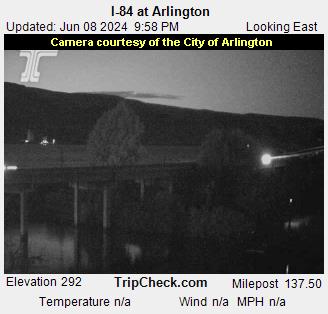 I-84 at Arlington
Updated: Jun 08 2024 9:58 PM Looking East
Camera courtesy of the City of Arlington
Elevation 292 TripCheck.com Milepost 137.50
Temperature n/a Wind n/a MPH n/a